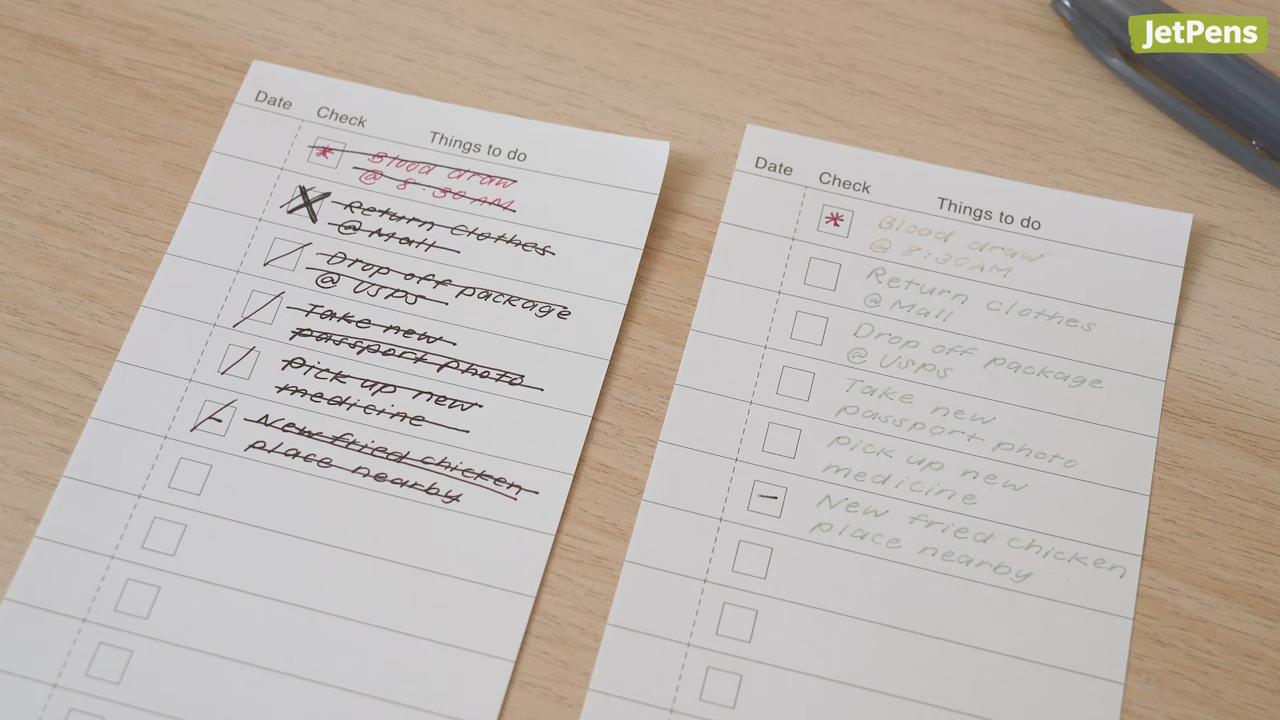 JetPens
Date Check Things to do
* Blood draw
@ 8:30 AM
X Return Clothes
@ Mall
Drop off package
@ USPS
Take new
passport photo
Pick up new
medicine
New fried chicken
place nearby
Date Check Things to do
* Blood draw
@ 8:30AM
Return clothes
@ Mall
Drop off package
@ USPS
Take new
passport photo
pick up new
medicine
- New fried chicken
place nearby